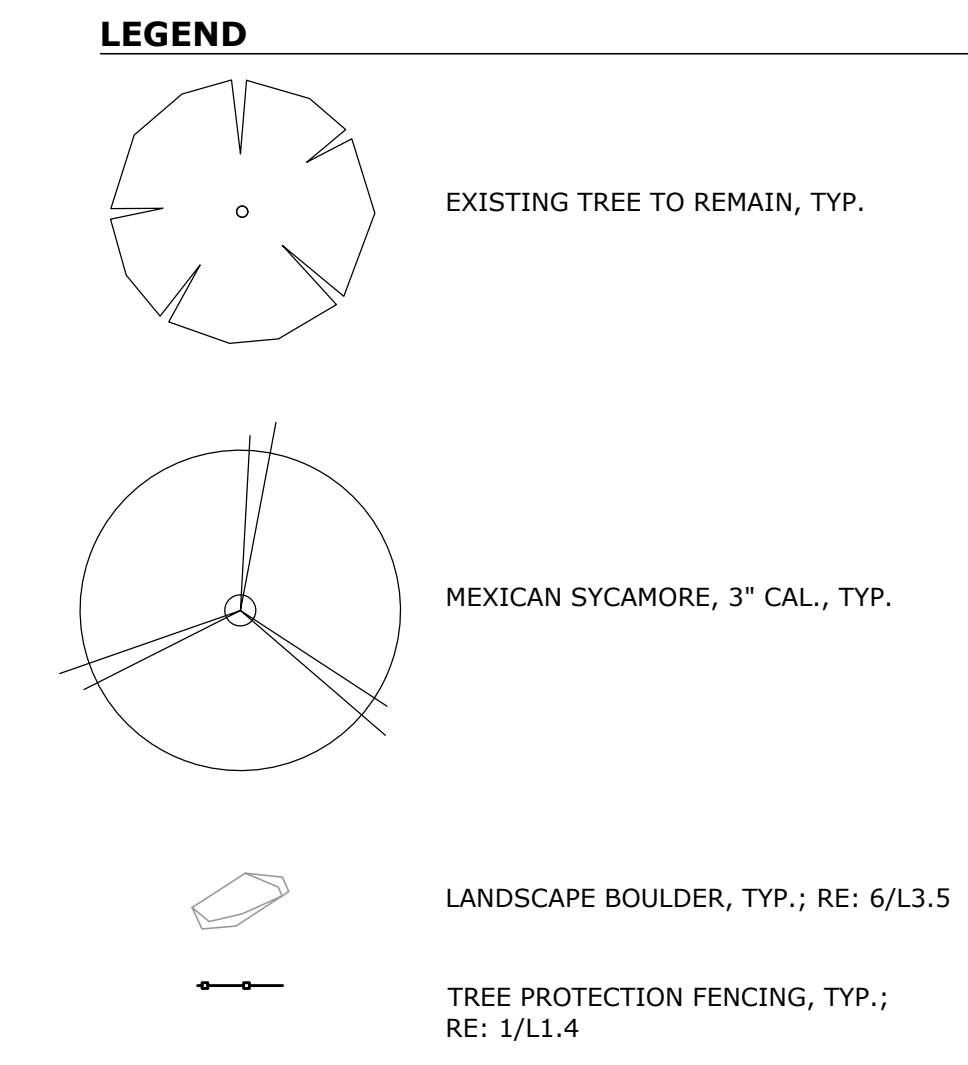 LEGEND
EXISTING TREE TO REMAIN, TYP.
MEXICAN SYCAMORE, 3" CAL., TYP.
LANDSCAPE BOULDER, TYP.; RE: 6/L3.5
TREE PROTECTION FENCING, TYP.;
RE: 1/L1.4